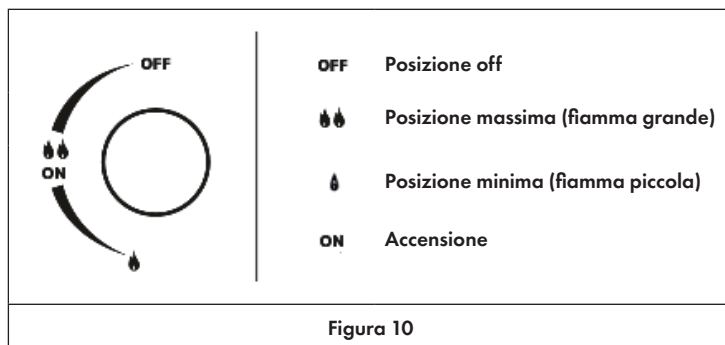 OFF
ON
OFF Posizione off
Posizione massima (fiamma grande)
Posizione minima (fiamma piccola)
ON Accensione
Figura 10